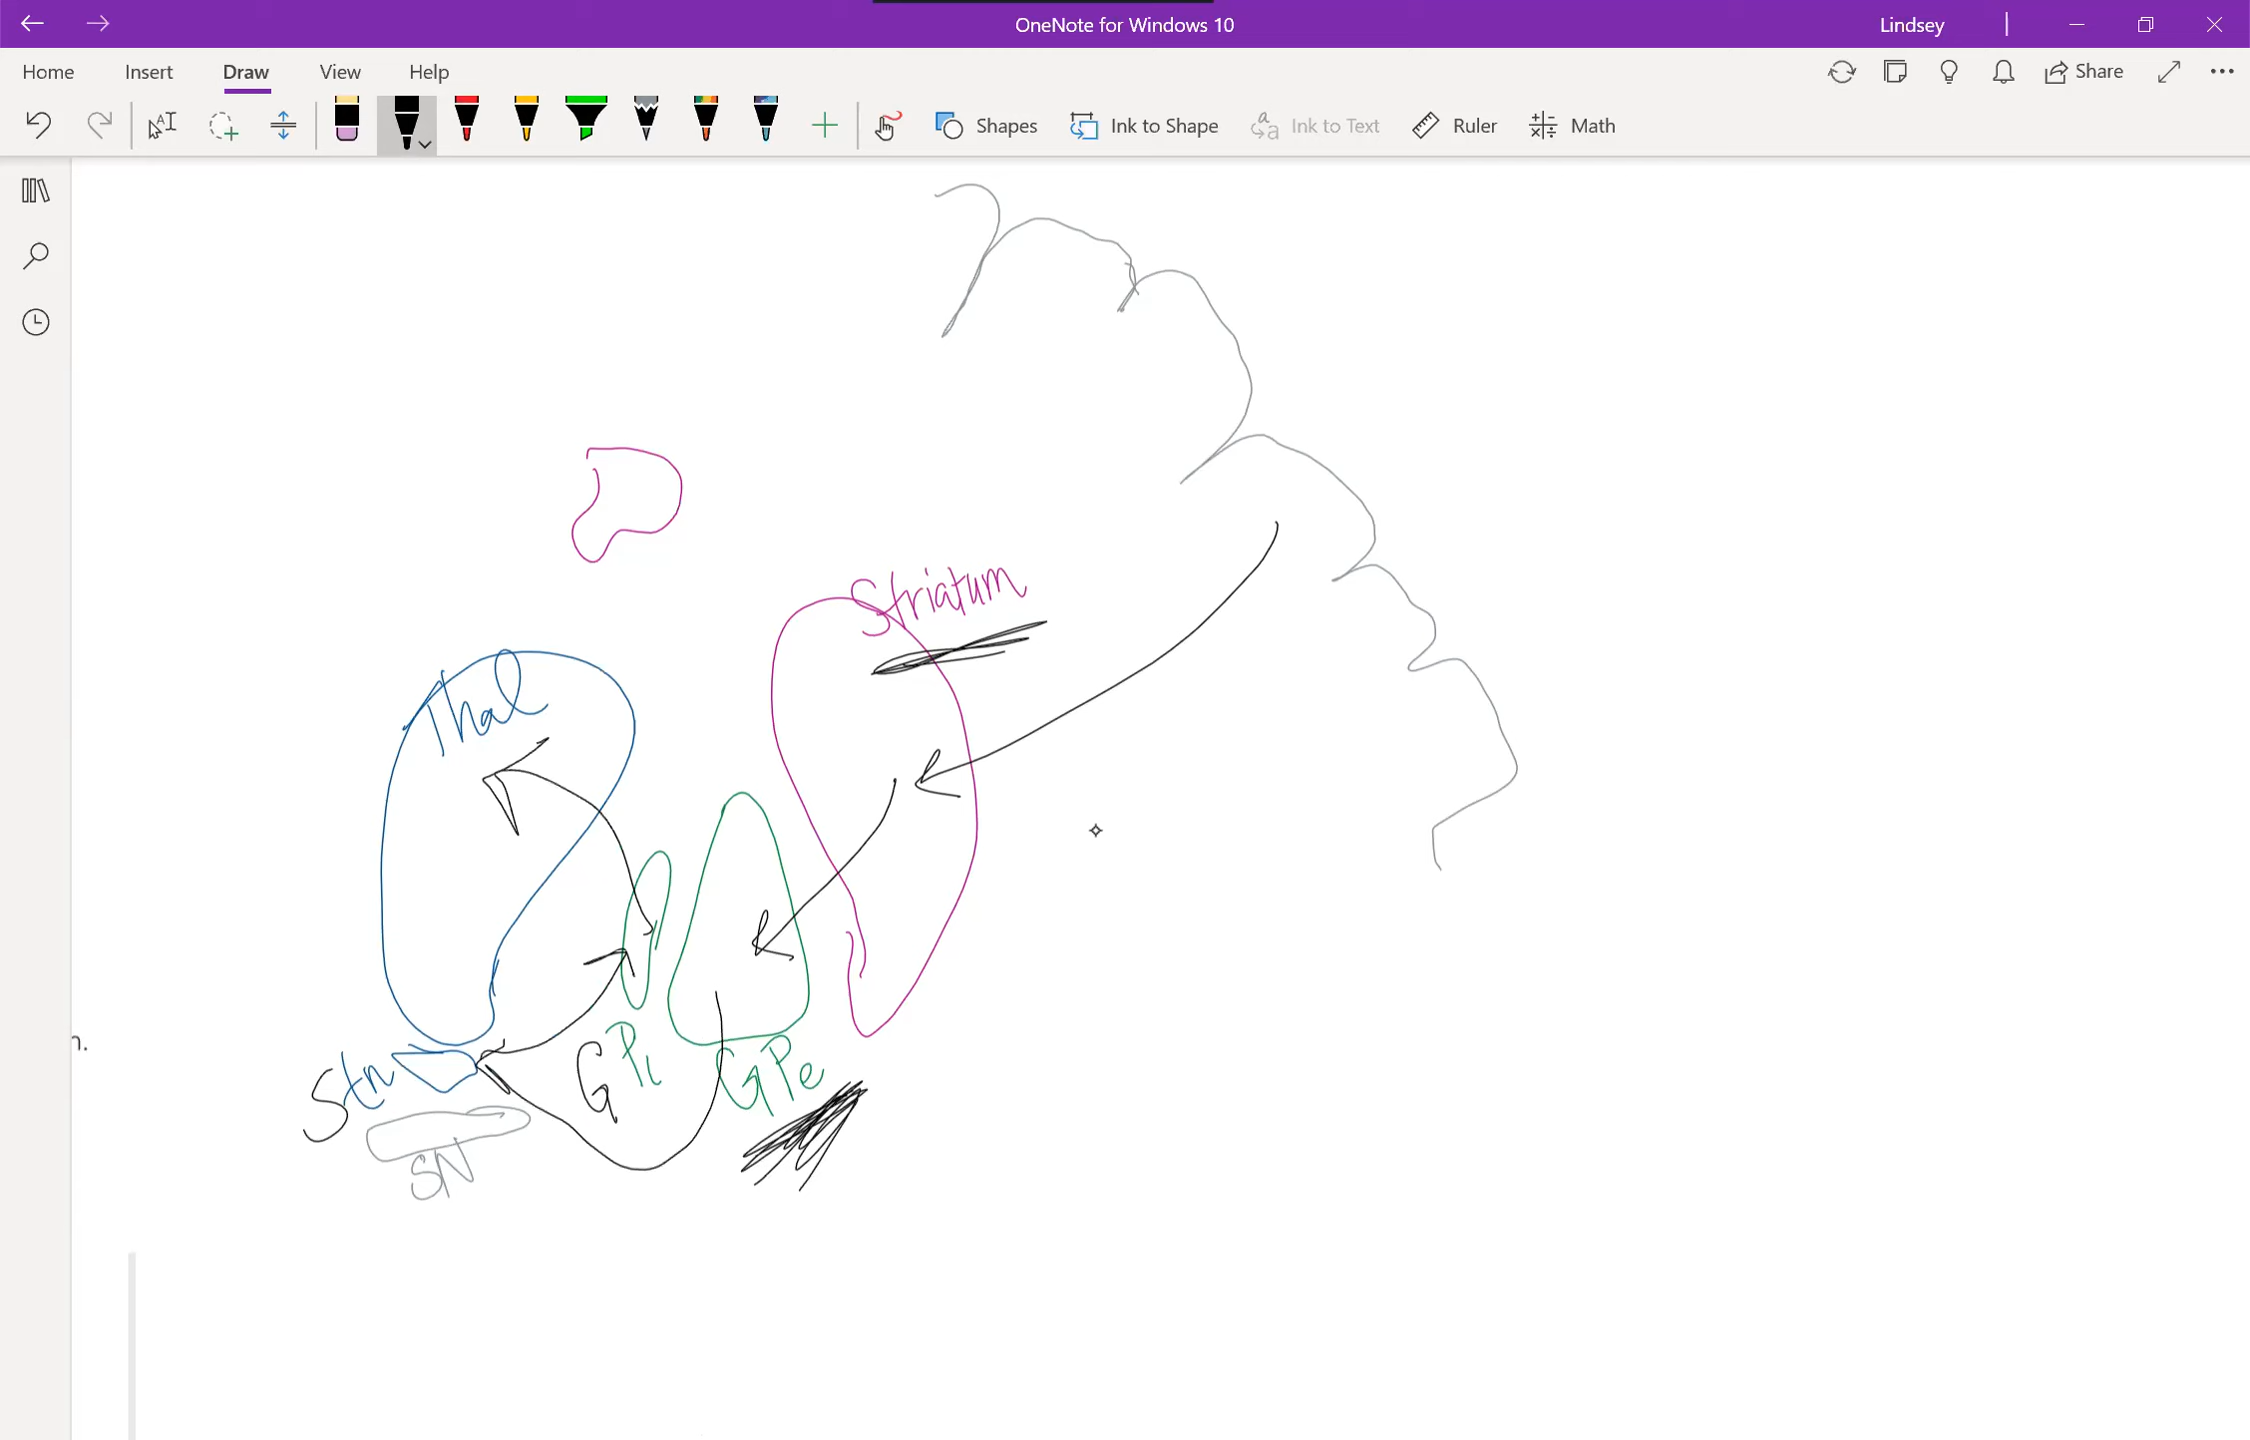 OneNote for Windows 10
Lindsey
Home Insert Draw View Help
Share
Shapes Ink to Shape Ink to Text Ruler Math
Striatum
Thal
n.
GPi
GPe
Stn
SN